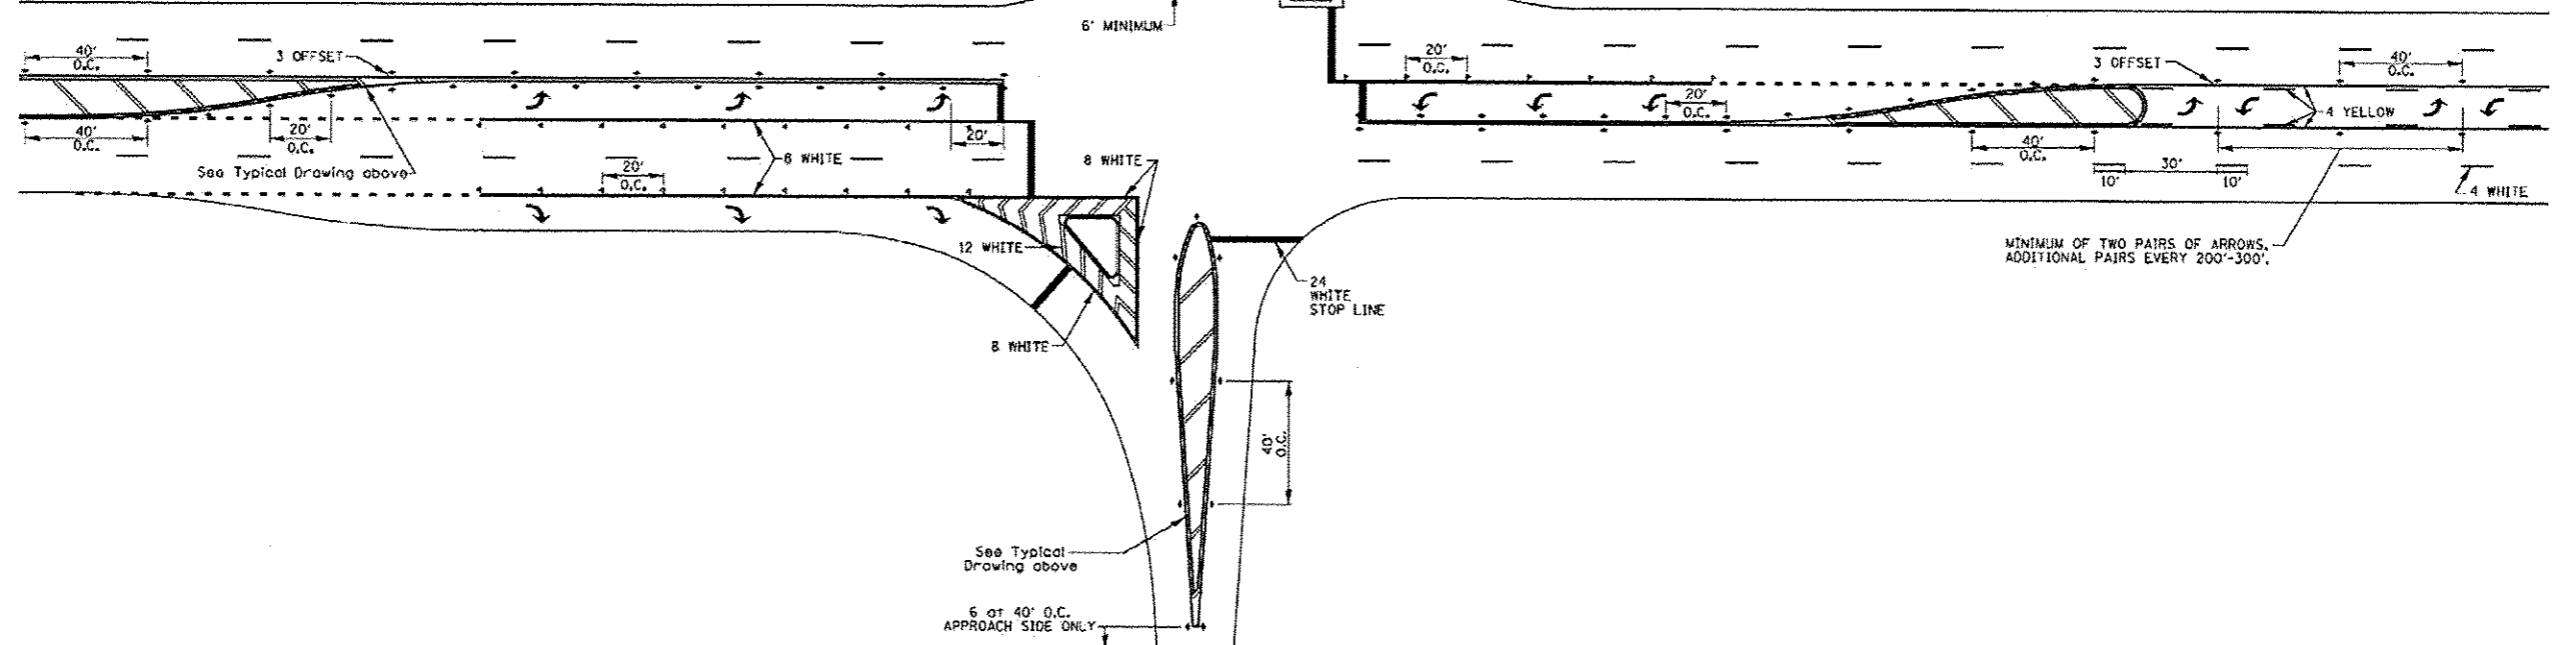 6' MINIMUM
40'
O.C.
3 OFFSET
20'
O.C.
3 OFFSET
40'
O.C.
40'
O.C.
20'
O.C.
20'
O.C.
4 YELLOW
See Typical Drawing above
20'
O.C.
8 WHITE
20'
8 WHITE
40'
O.C.
10'
30'
10'
4 WHITE
12 WHITE
MINIMUM OF TWO PAIRS OF ARROWS.
ADDITIONAL PAIRS EVERY 200'-300'.
24
WHITE
STOP LINE
8 WHITE
40'
O.C.
See Typical
Drawing above
6 at 40' O.C.
APPROACH SIDE ONLY